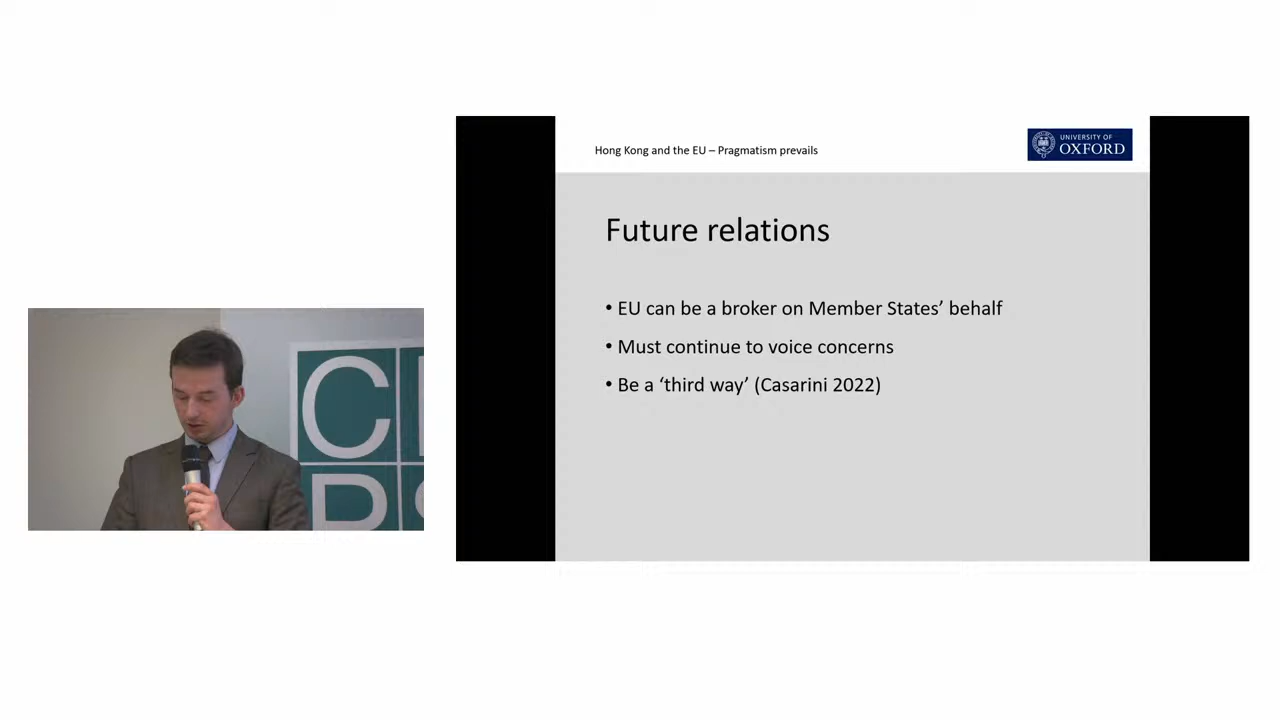 Hong Kong and the EU – Pragmatism prevails
UNIVERSITY OF
OXFORD
Future relations
• EU can be a broker on Member States’ behalf
• Must continue to voice concerns
• Be a ‘third way’ (Casarini 2022)
C